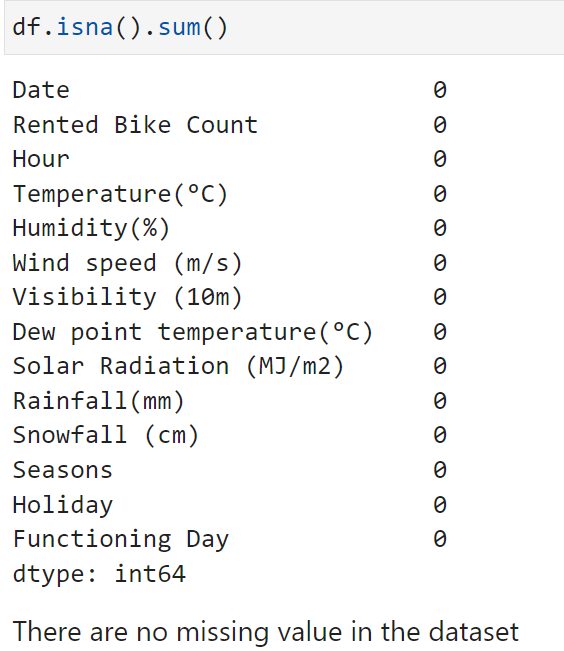 df.isna().sum()
Date 0
Rented Bike Count 0
Hour 0
Temperature(°C) 0
Humidity(%) 0
Wind speed (m/s) 0
Visibility (10m) 0
Dew point temperature(°C) 0
Solar Radiation (MJ/m2) 0
Rainfall(mm) 0
Snowfall (cm) 0
Seasons 0
Holiday 0
Functioning Day 0
dtype: int64
There are no missing value in the dataset